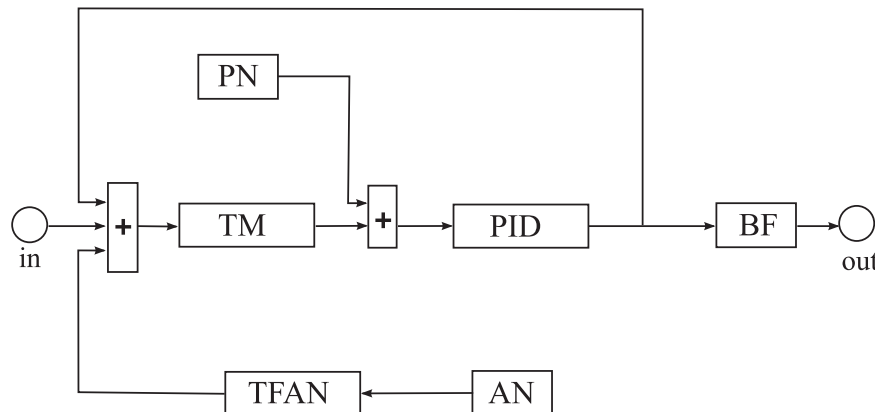 PN
+
TM
+
PID
BF
in
out
TFAN
AN